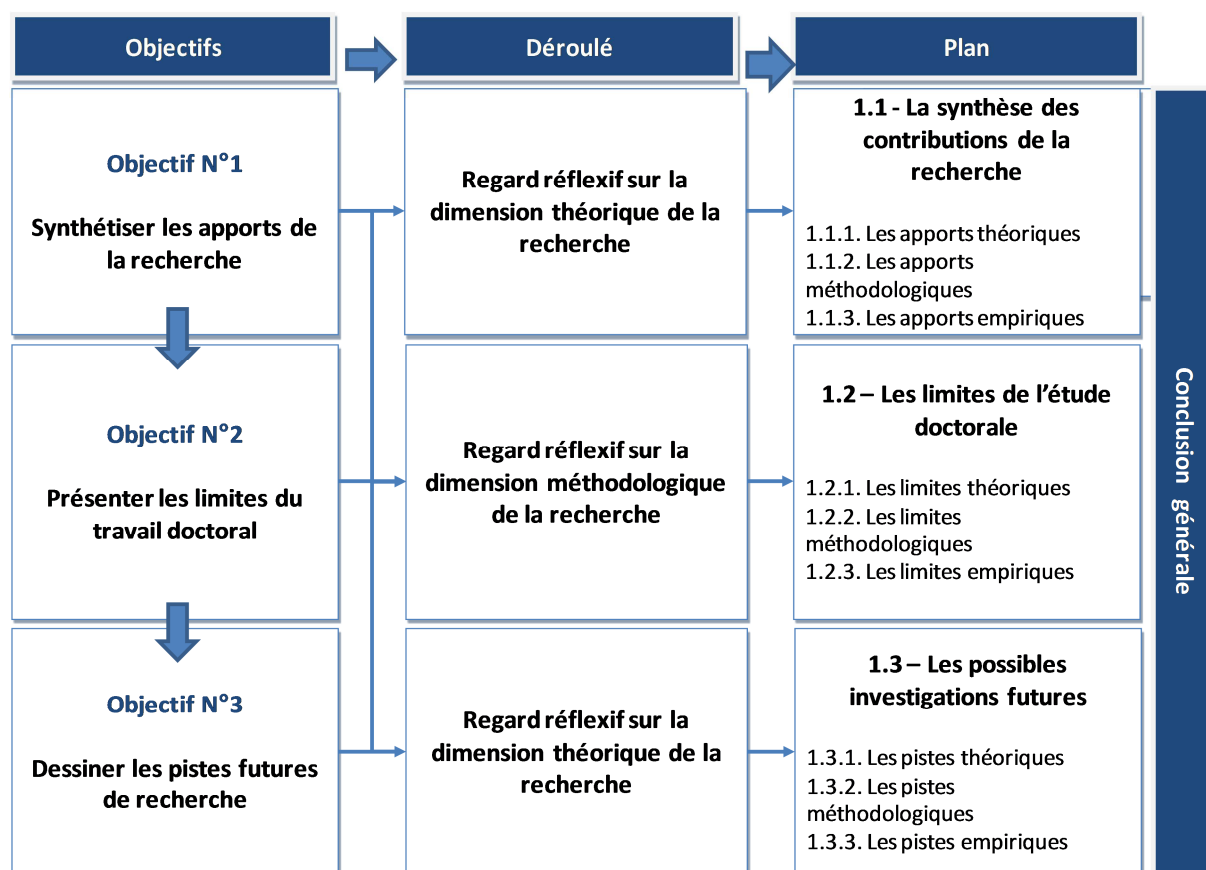 Objectifs
Déroulé
Plan
Objectif N°1
Synthétiser les apports de
la recherche
Regard réflexif sur la
dimension théorique de la
recherche
1.1 - La synthèse des
contributions de la
recherche
1.1.1. Les apports théoriques
1.1.2. Les apports
méthodologiques
1.1.3. Les apports empiriques
Objectif N°2
Présenter les limites du
travail doctoral
Regard réflexif sur la
dimension méthodologique
de la recherche
1.2 – Les limites de l’étude
doctorale
1.2.1. Les limites théoriques
1.2.2. Les limites
méthodologiques
1.2.3. Les limites empiriques
Objectif N°3
Dessiner les pistes futures
de recherche
Regard réflexif sur la
dimension théorique de la
recherche
1.3 – Les possibles
investigations futures
1.3.1. Les pistes théoriques
1.3.2. Les pistes
méthodologiques
1.3.3. Les pistes empiriques
Conclusion générale